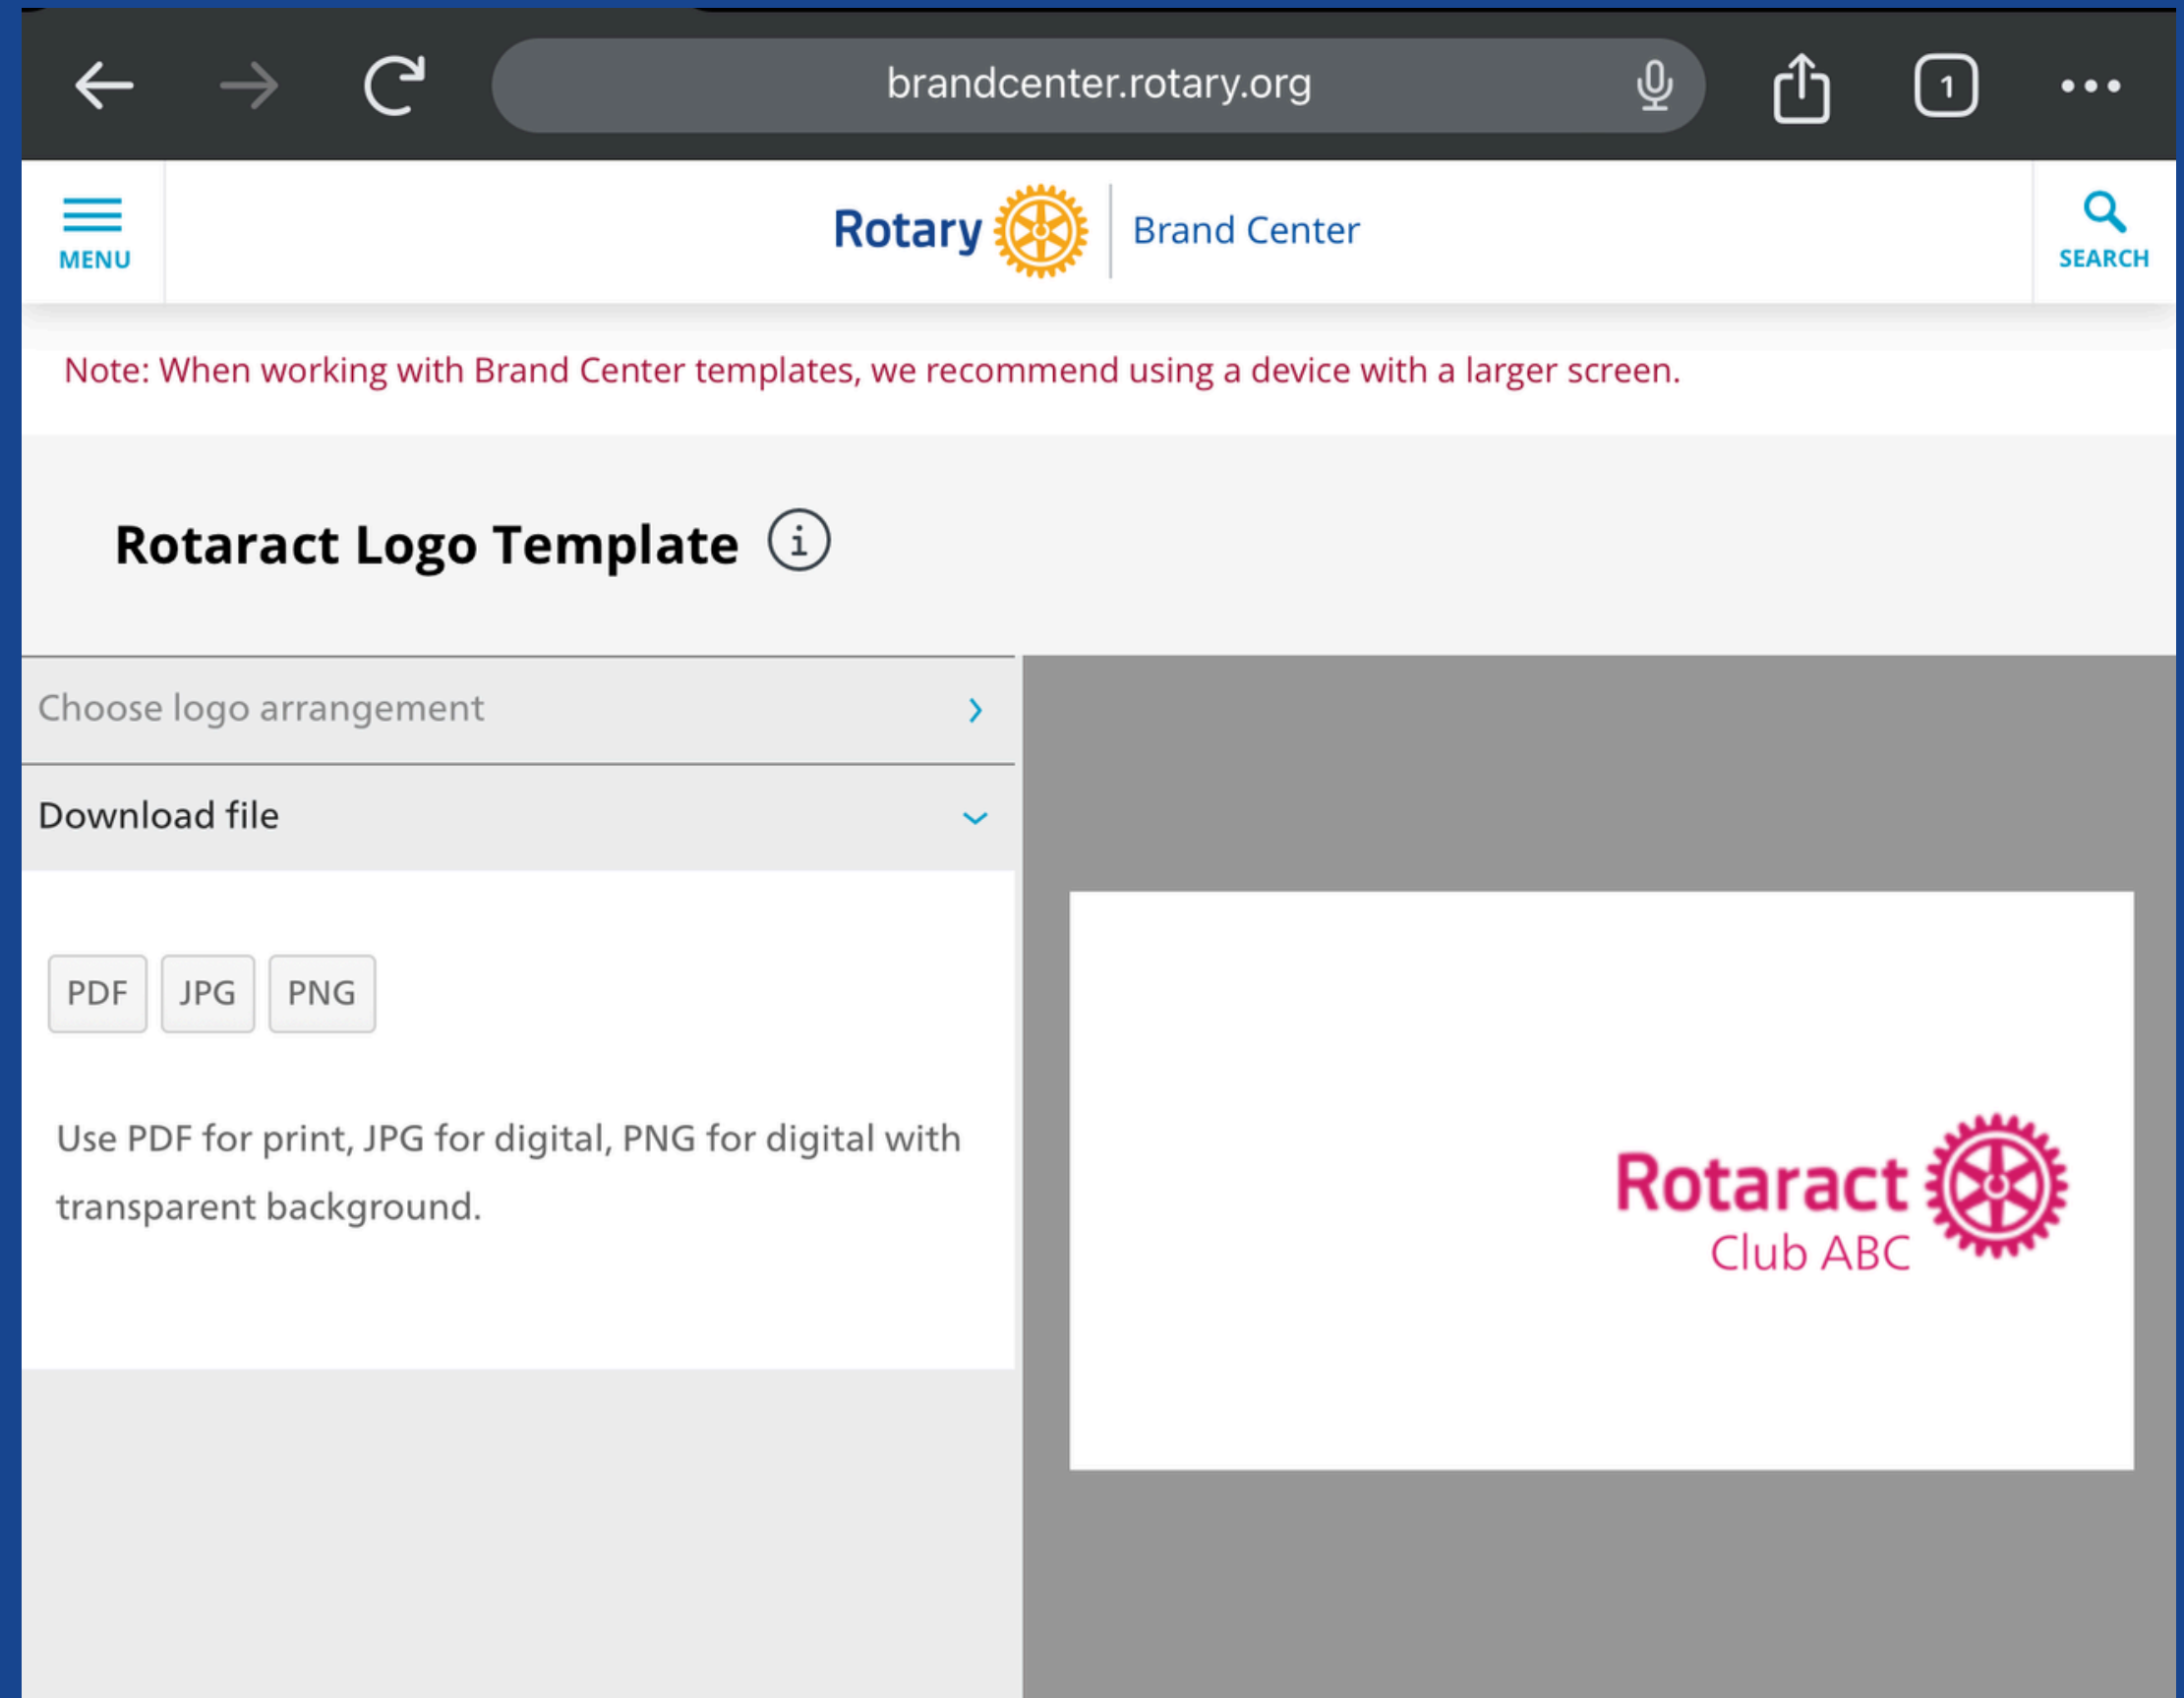 brandcenter.rotary.org
1
MENU
Rotary
Brand Center
SEARCH
Note: When working with Brand Center templates, we recommend using a device with a larger screen.
Rotaract Logo Template
i
Choose logo arrangement
Download file
PDF
JPG
PNG
Use PDF for print, JPG for digital, PNG for digital with
transparent background.
Rotaract
Club ABC